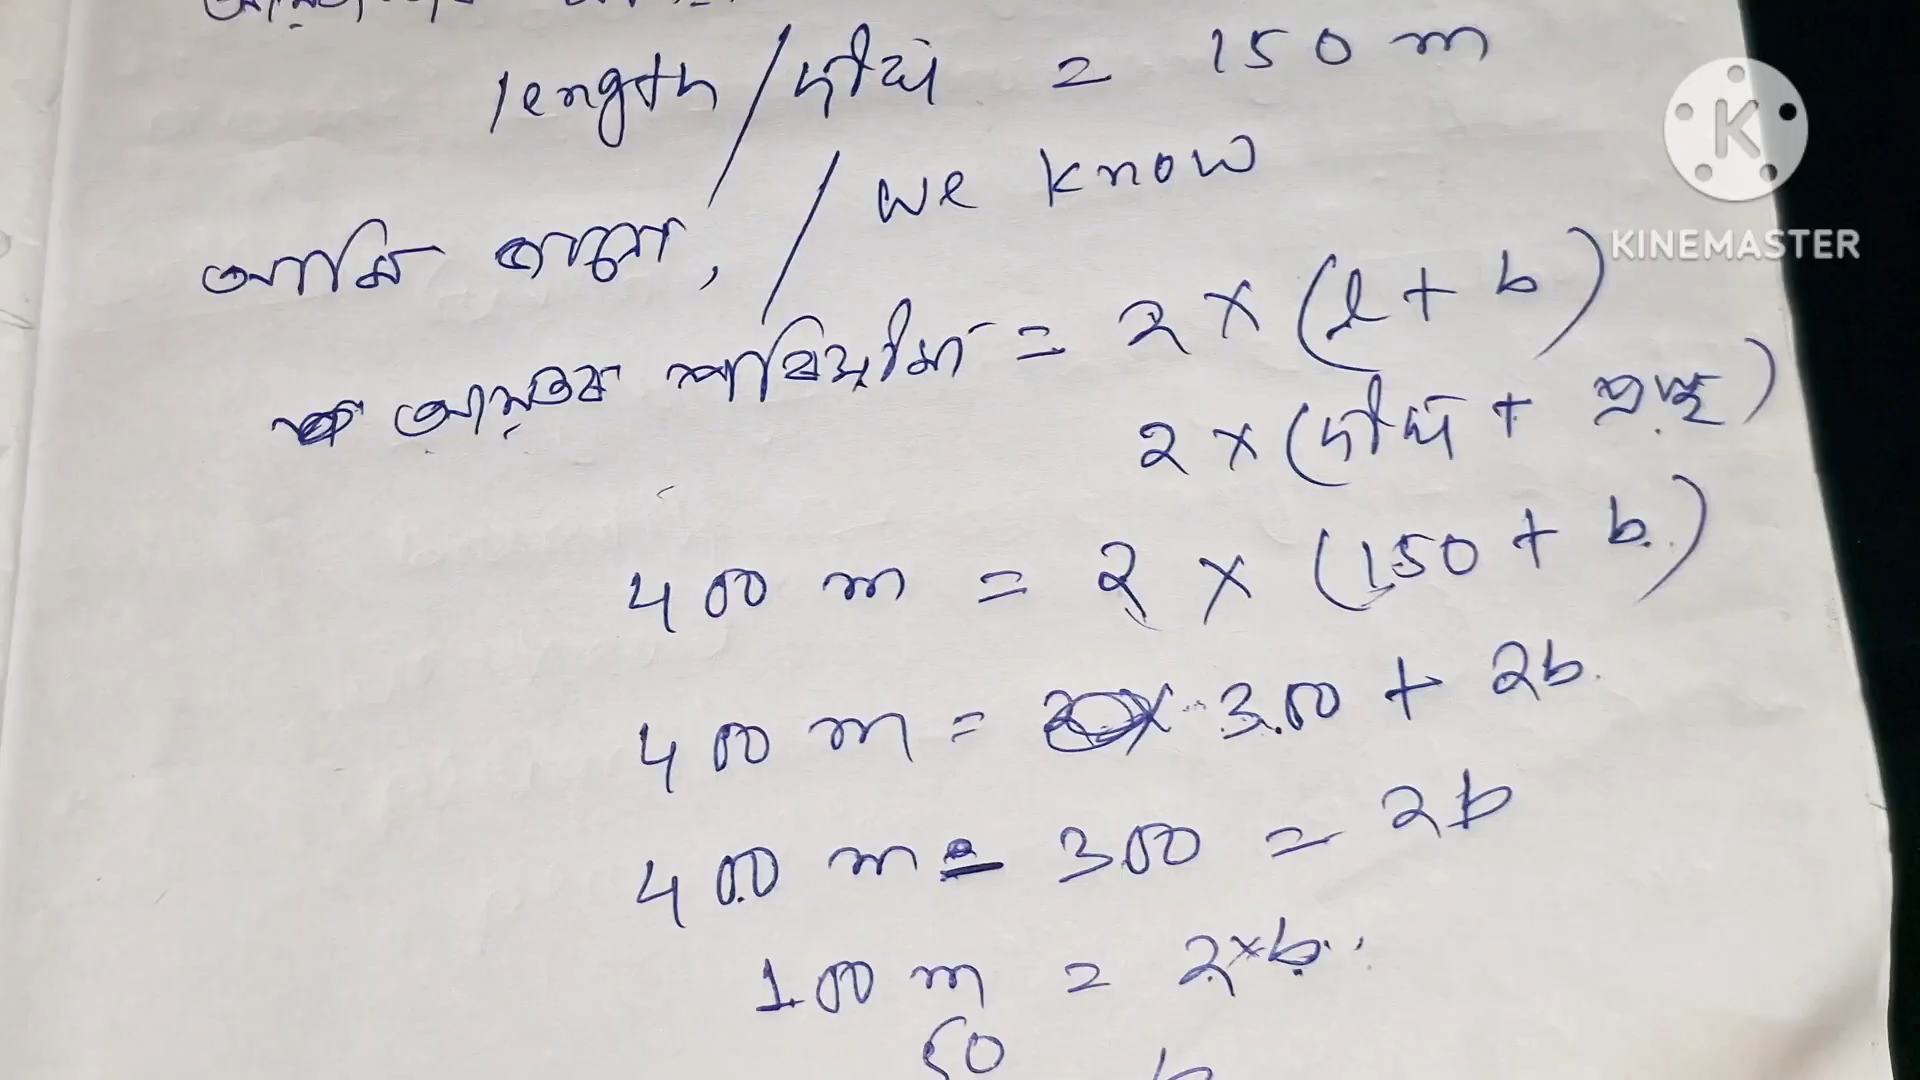 length / দীর্ঘ = 150 m
আমি জানো, / we know
আয়তৰ পৰিসীমা = 2 × (l + b)
2 × (দীৰ্ঘ + প্ৰস্থ)
400 m = 2 × (150 + b)
400 m = 300 + 2b
400 m - 300 = 2b
100 m = 2 × b
50 b
KINEMASTER